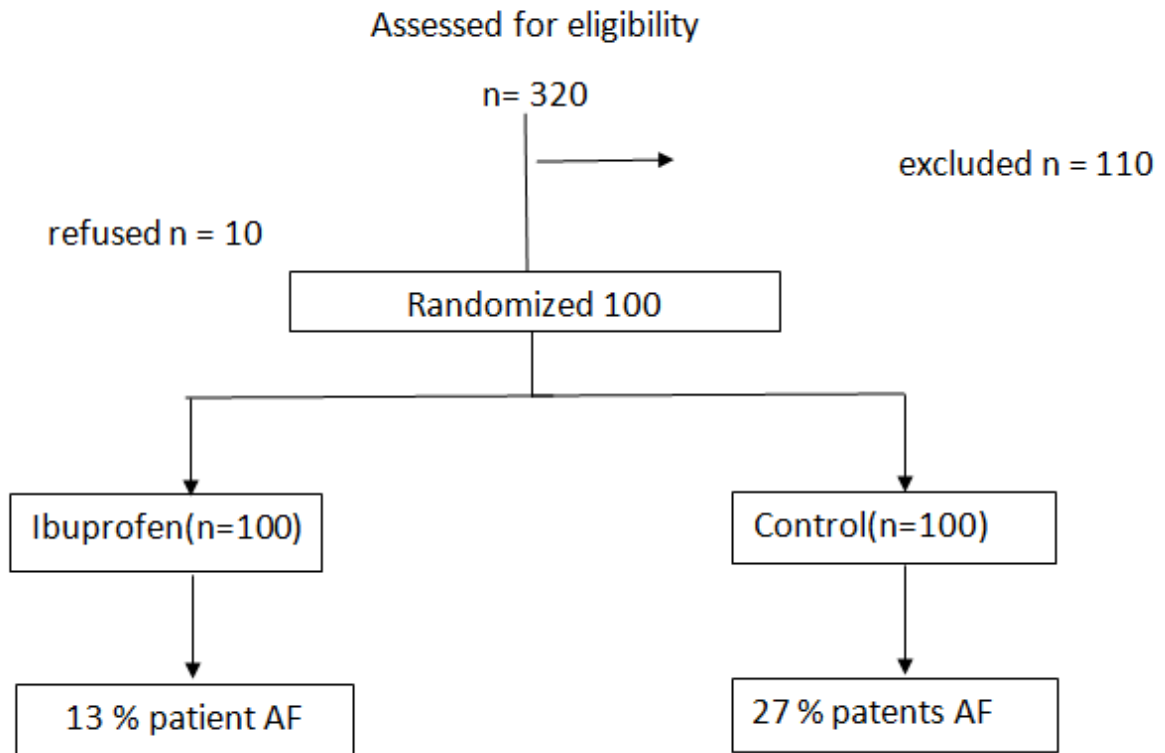 Assessed for eligibility
n= 320
excluded n = 110
refused n = 10
Randomized 100
Ibuprofen(n=100)
Control(n=100)
13 % patient AF
27 % patents AF